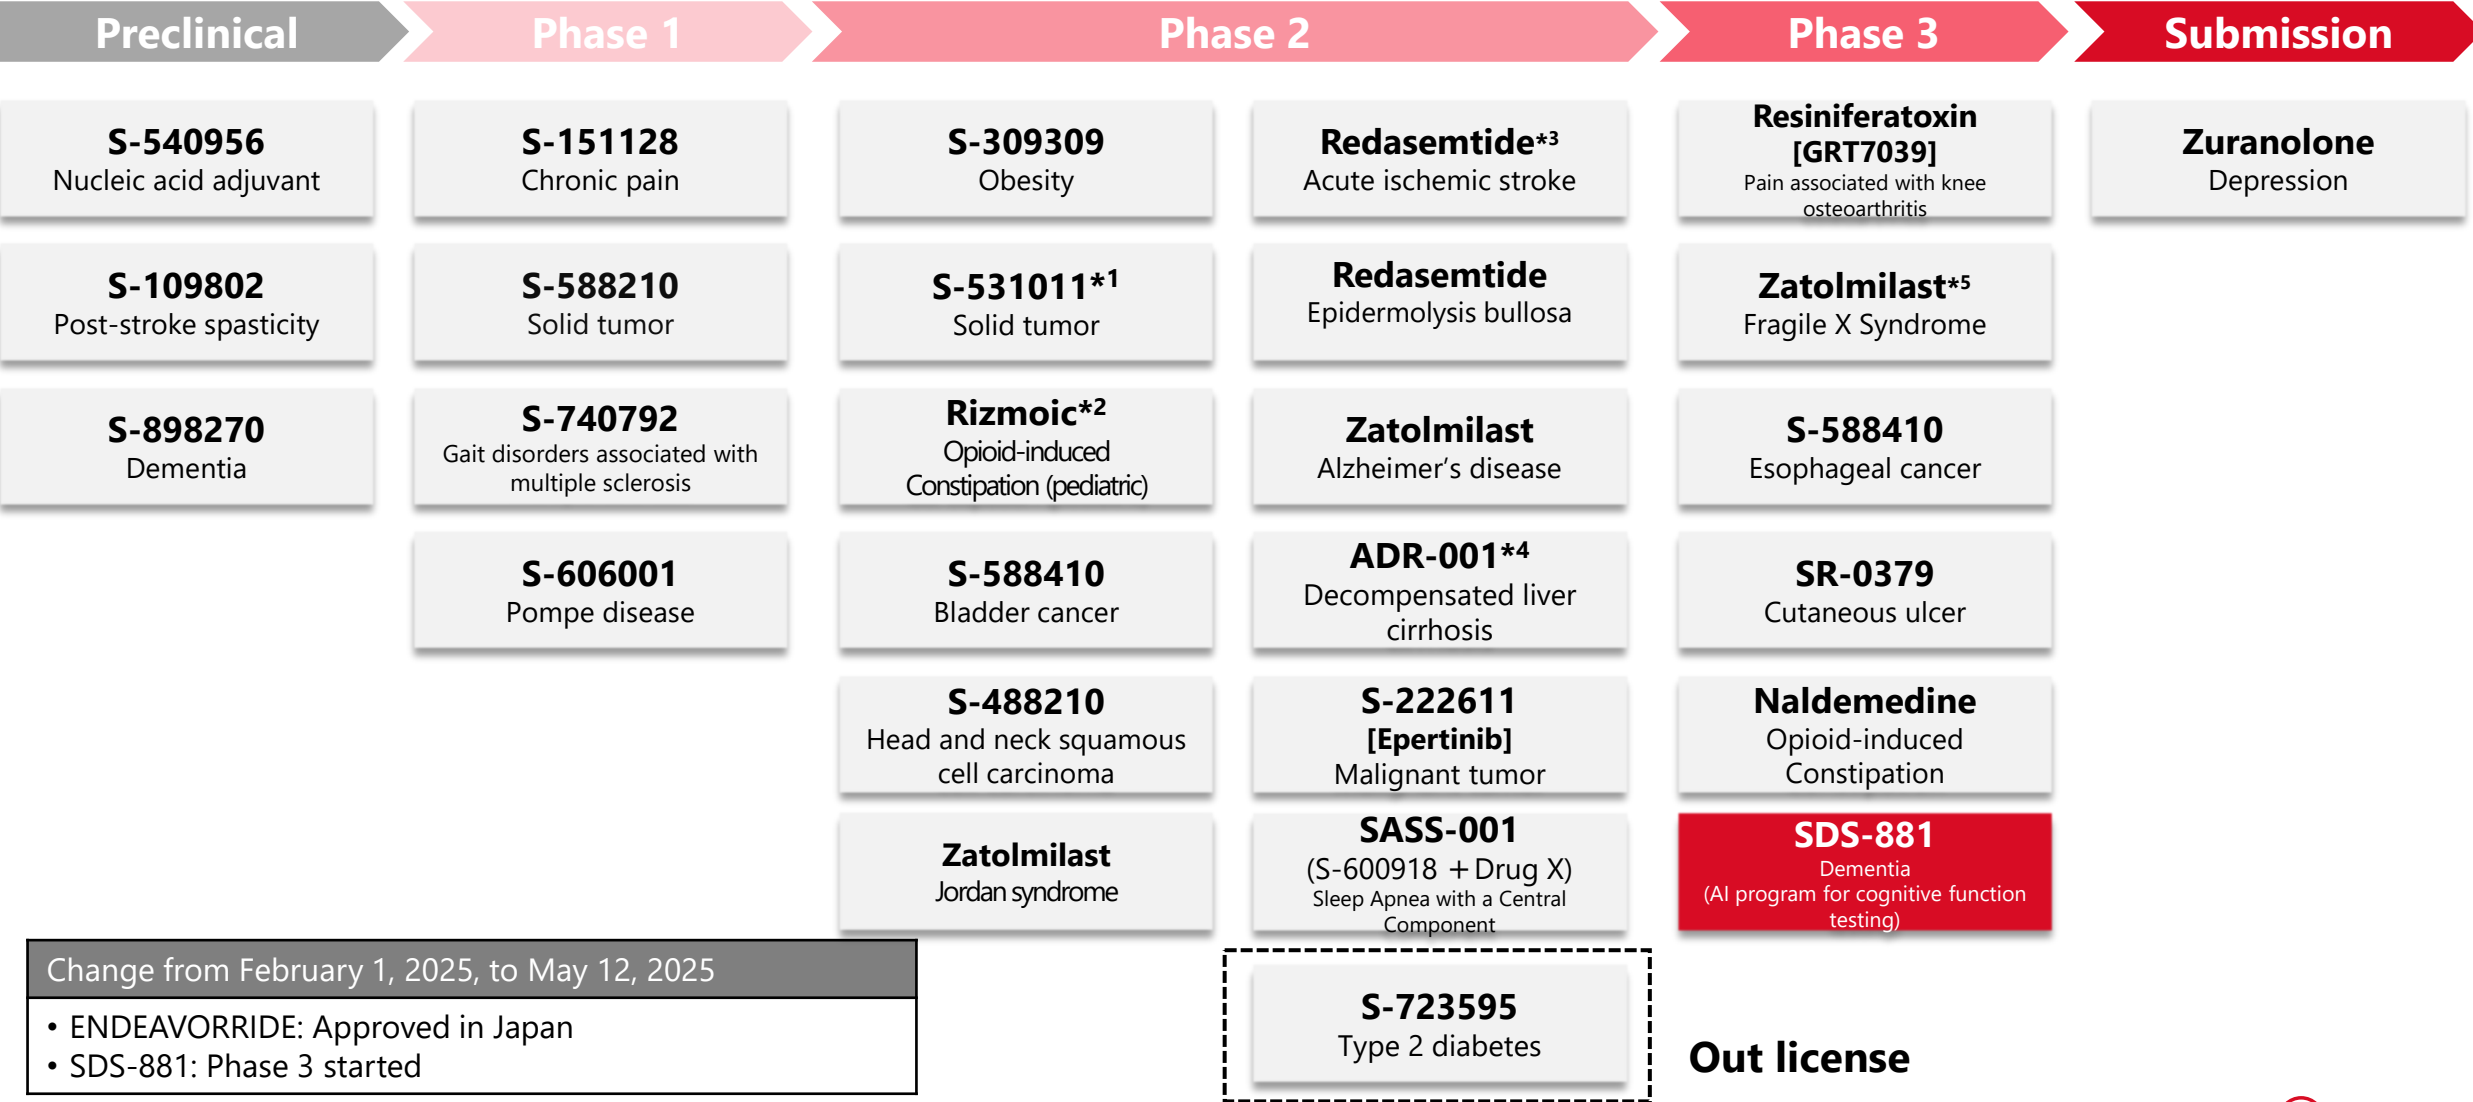 Preclinical
Phase 1
Phase 2
Phase 3
Submission
S-540956
Nucleic acid adjuvant
S-109802
Post-stroke spasticity
S-898270
Dementia
S-151128
Chronic pain
S-588210
Solid tumor
S-740792
Gait disorders associated with
multiple sclerosis
S-606001
Pompe disease
S-309309
Obesity
S-531011*1
Solid tumor
Rizmoic*2
Opioid-induced
Constipation (pediatric)
S-588410
Bladder cancer
S-488210
Head and neck squamous
cell carcinoma
Zatolmilast
Jordan syndrome
Redasemtide*3
Acute ischemic stroke
Redasemtide
Epidermolysis bullosa
Zatolmilast
Alzheimer's disease
ADR-001*4
Decompensated liver
cirrhosis
S-222611
[Epertinib]
Malignant tumor
SASS-001
(S-600918 +Drug X)
Sleep Apnea with a Central
Component
S-723595
Type 2 diabetes
Out license
Resiniferatoxin
[GRT7039]
Pain associated with knee
osteoarthritis
Zatolmilast*5
Fragile X Syndrome
S-588410
Esophageal cancer
SR-0379
Cutaneous ulcer
Naldemedine
Opioid-induced
Constipation
SDS-881
Dementia
(AI program for cognitive function
testing)
Zuranolone
Depression
Change from February 1, 2025, to May 12, 2025
• ENDEAVORRIDE: Approved in Japan
• SDS-881: Phase 3 started